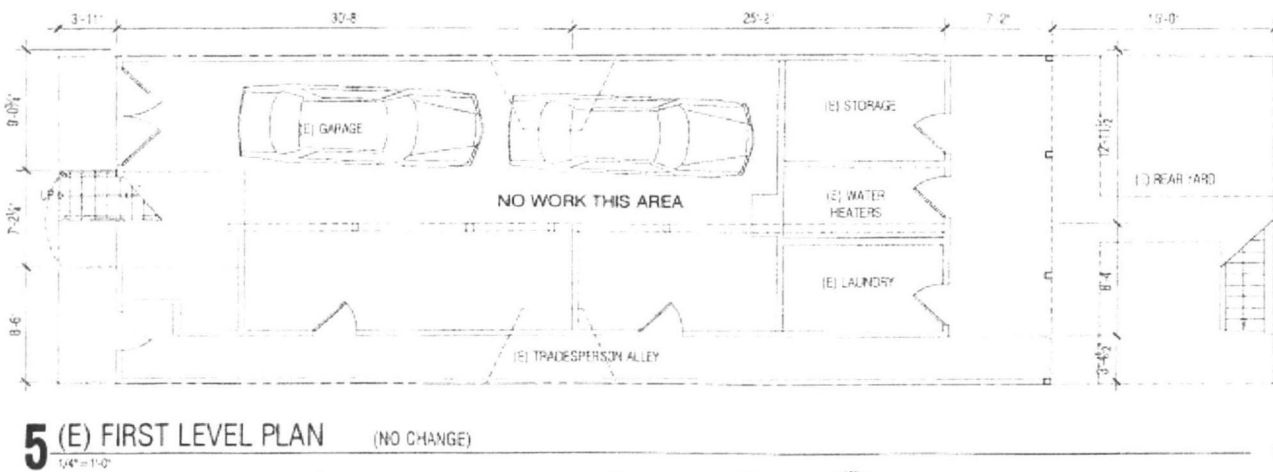 3'-11" 30'-8 25'-2" 7'-2" 15'-0"
9'-0¾"
7'-2¼"
8'-6"
12'-1½"
8'-4"
3'-4½"
(E) STORAGE
(E) GARAGE
(E) REAR YARD
UP
NO WORK THIS AREA
(E) WATER
HEATERS
(E) LAUNDRY
(E) TRADESPERSON ALLEY
5 (E) FIRST LEVEL PLAN (NO CHANGE)
1/4"=1'-0"